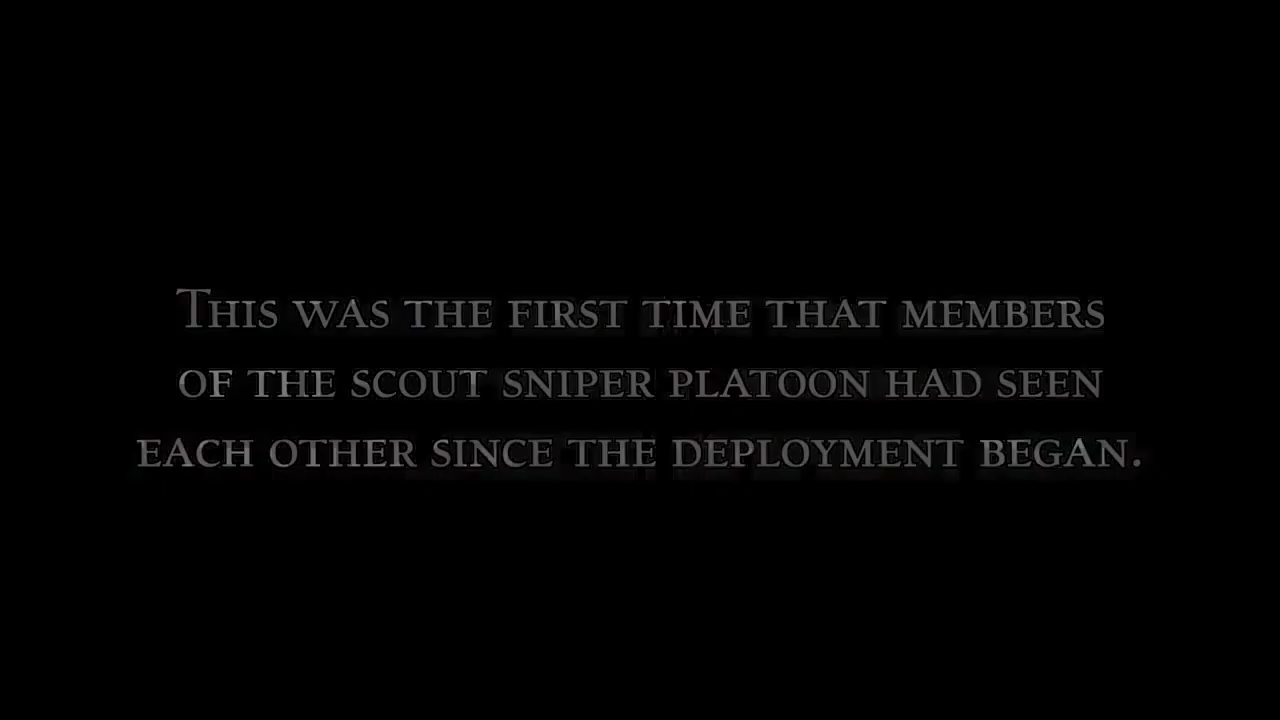 This was the first time that members
of the scout sniper platoon had seen
each other since the deployment began.